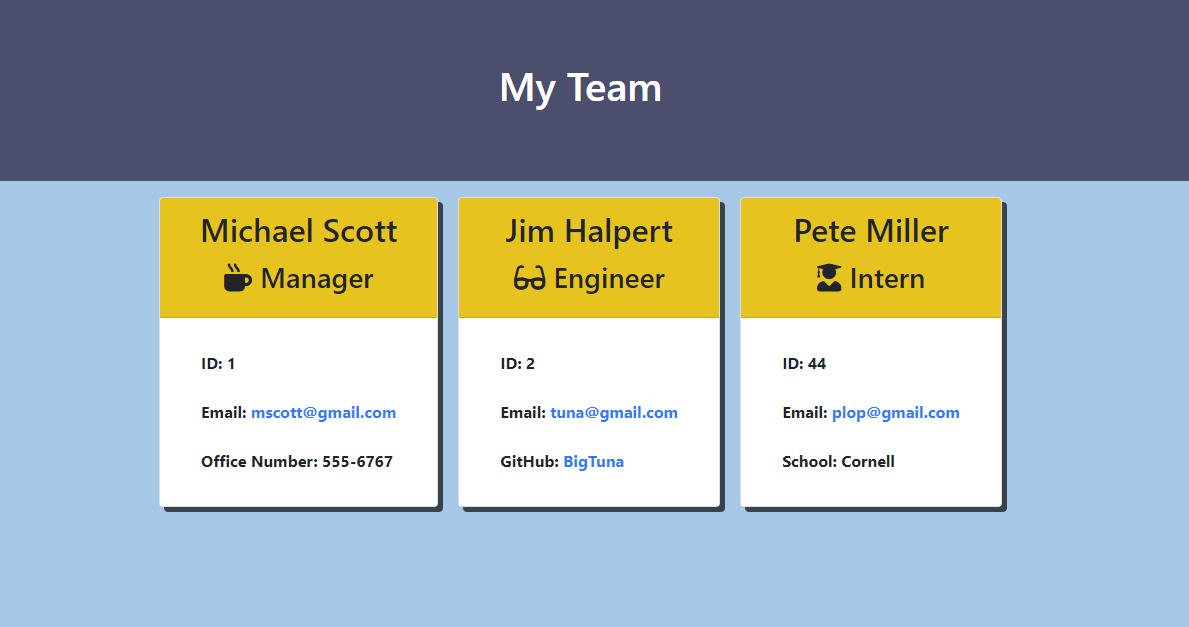 My Team
Michael Scott
Manager
ID: 1
Email: mscott@gmail.com
Office Number: 555-6767
Jim Halpert
Engineer
ID: 2
Email: tuna@gmail.com
GitHub: BigTuna
Pete Miller
Intern
ID: 44
Email: plop@gmail.com
School: Cornell